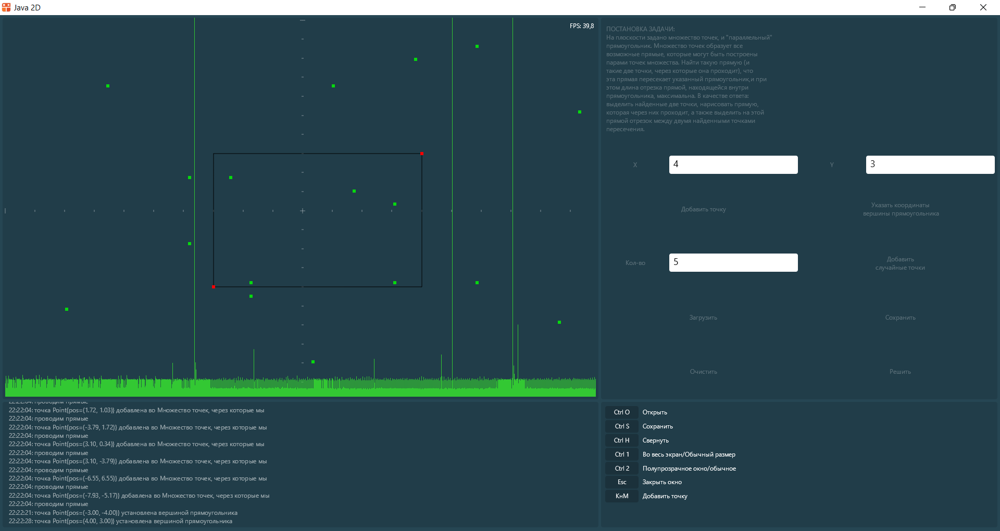 Java 2D
FPS: 39,8
ПОСТАНОВКА ЗАДАЧИ:
На плоскости задано множество точек, и "параллельный"
прямоугольник. Множество точек образует все
возможные прямые, которые могут быть построены
парами точек множества. Найти такую прямую (и
такие две точки, через которые она проходит), что
эта прямая пересекает указанный прямоугольник,и при
этом длина отрезка прямой, находящейся внутри
прямоугольника, максимальна. В качестве ответа:
выделить найденные две точки, нарисовать прямую,
которая через них проходит, а также выделить на этой
прямой отрезок между двумя найденными точками
пересечения.
X
4
Y
3
Добавить точку
Указать координаты
вершины прямоугольника
Кол-во
5
Добавить
случайные точки
Загрузить
Сохранить
Очистить
Решить
22:22:04: проводим прямые
22:22:04: точка Point{pos=(1.72, 1.03)} добавлена во Множество точек, через которые мы
22:22:04: проводим прямые
22:22:04: точка Point{pos=(-3.79, 1.72)} добавлена во Множество точек, через которые мы
22:22:04: проводим прямые
22:22:04: точка Point{pos=(3.10, 0.34)} добавлена во Множество точек, через которые мы
22:22:04: проводим прямые
22:22:04: точка Point{pos=(3.10, -3.79)} добавлена во Множество точек, через которые мы
22:22:04: проводим прямые
22:22:04: точка Point{pos=(-6.55, 6.55)} добавлена во Множество точек, через которые мы
22:22:04: проводим прямые
22:22:04: точка Point{pos=(-7.93, -5.17)} добавлена во Множество точек, через которые мы
22:22:04: проводим прямые
22:22:21: точка Point{pos=(-3.00, -4.00)} установлена вершиной прямоугольника
22:22:28: точка Point{pos=(4.00, 3.00)} установлена вершиной прямоугольника
Ctrl O Открыть
Ctrl S Сохранить
Ctrl H Свернуть
Ctrl 1 Во весь экран/Обычный размер
Ctrl 2 Полупрозрачное окно/обычное
Esc Закрыть окно
КнМ Добавить точку